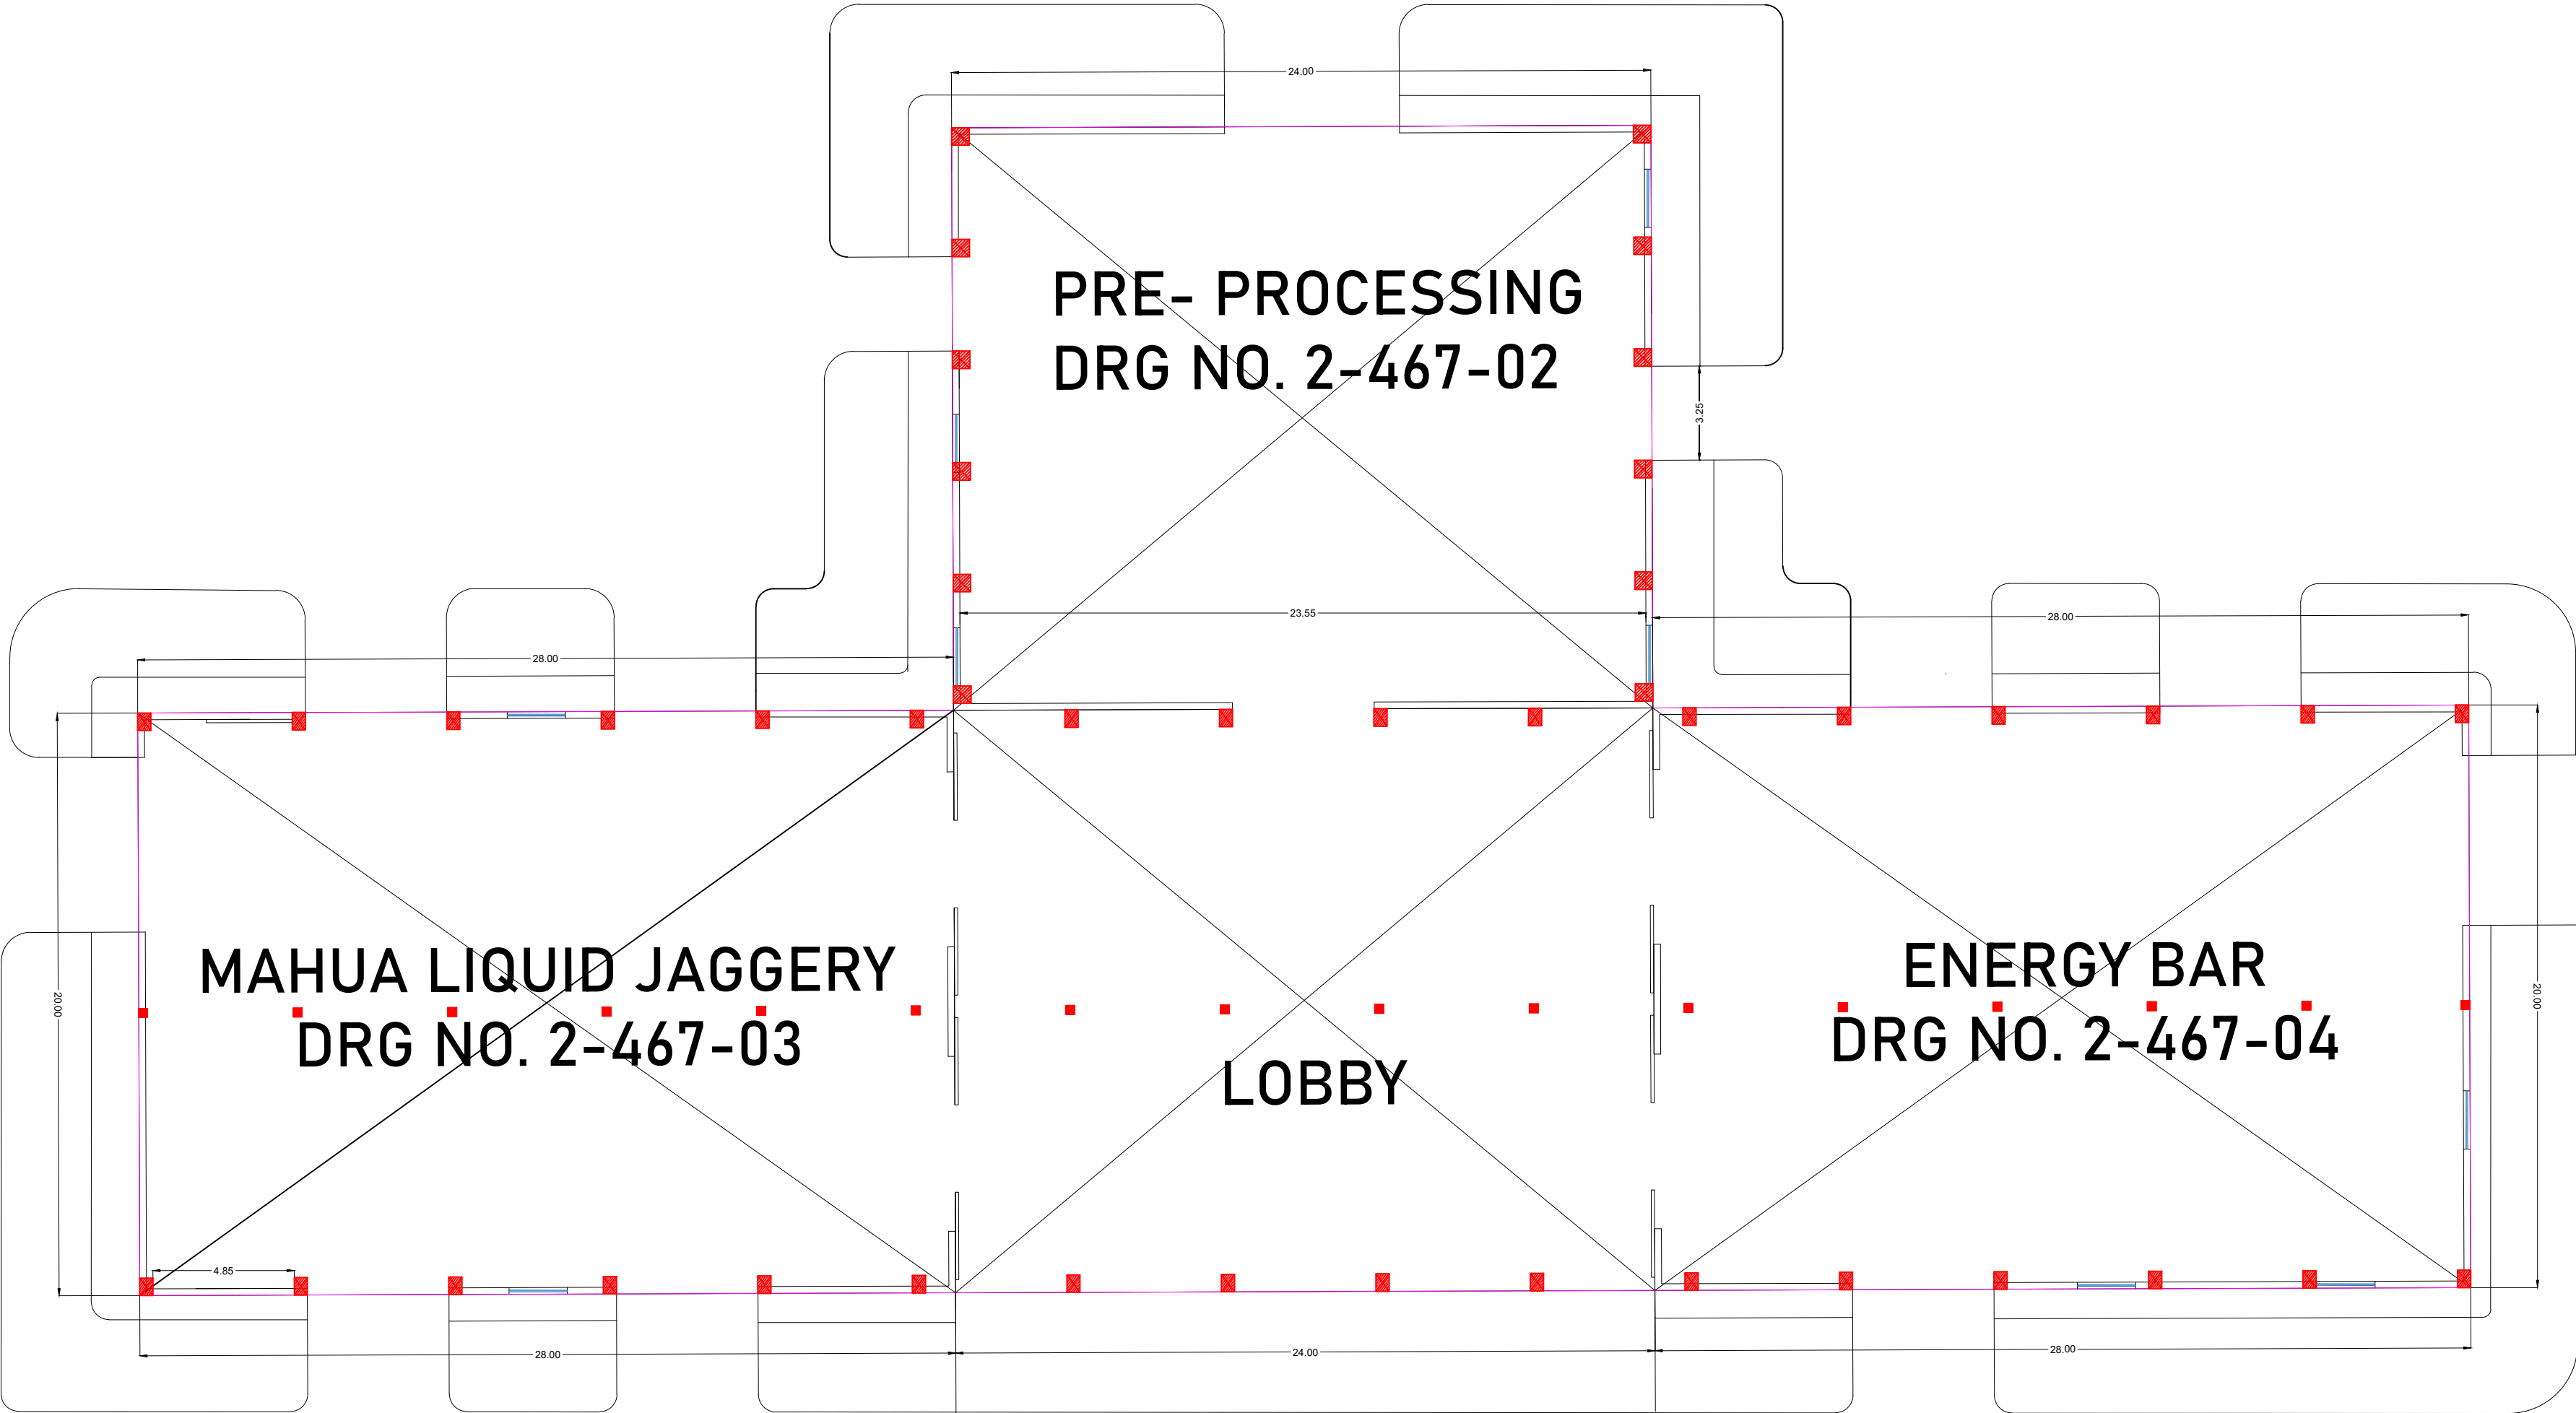 24.00
PRE- PROCESSING
DRG NO. 2-467-02
3.25
23.55
28.00
28.00
20.00
MAHUA LIQUID JAGGERY
DRG NO. 2-467-03
LOBBY
ENERGY BAR
DRG NO. 2-467-04
20.00
4.85
28.00
24.00
28.00